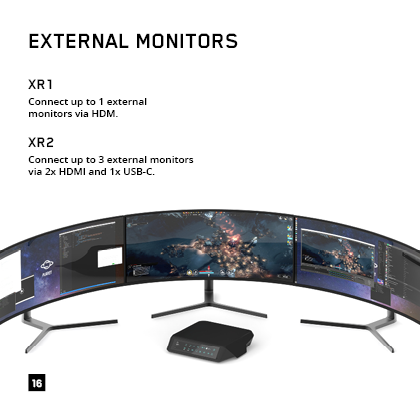 EXTERNAL MONITORS
XR1
Connect up to 1 external
monitors via HDM.
XR2
Connect up to 3 external monitors
via 2x HDMI and 1x USB-C.
16